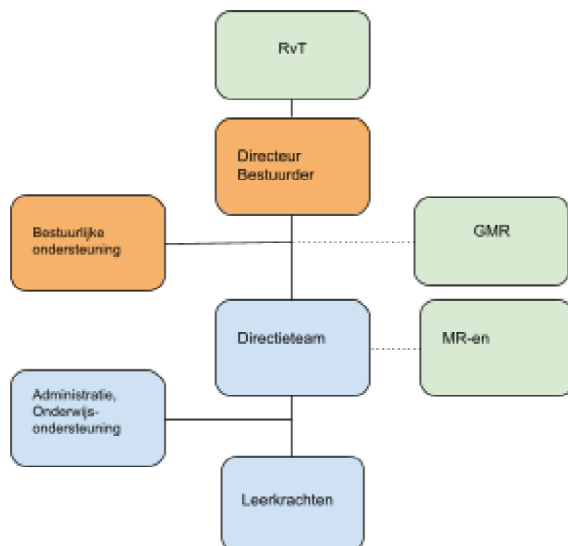 RvT
Directeur
Bestuurder
Bestuurlijke
ondersteuning
GMR
Directieteam
MR-en
Administratie,
Onderwijs-
ondersteuning
Leerkrachten